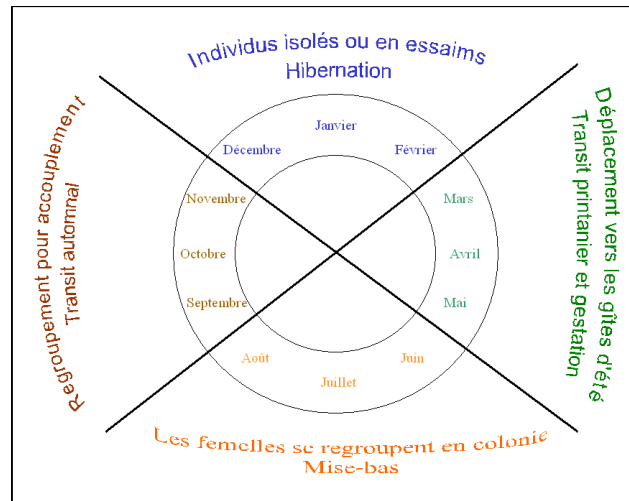 Individus isolés ou en essaims
Hibernation
Janvier
Décembre
Février
Déplacement vers les gîtes d'été
Transit printanier et gestation
Mars
Avril
Mai
Juin
Juillet
Août
Les femelles se regroupent en colonie
Mise-bas
Septembre
Octobre
Novembre
Regroupement pour accouplement
Transit automnal